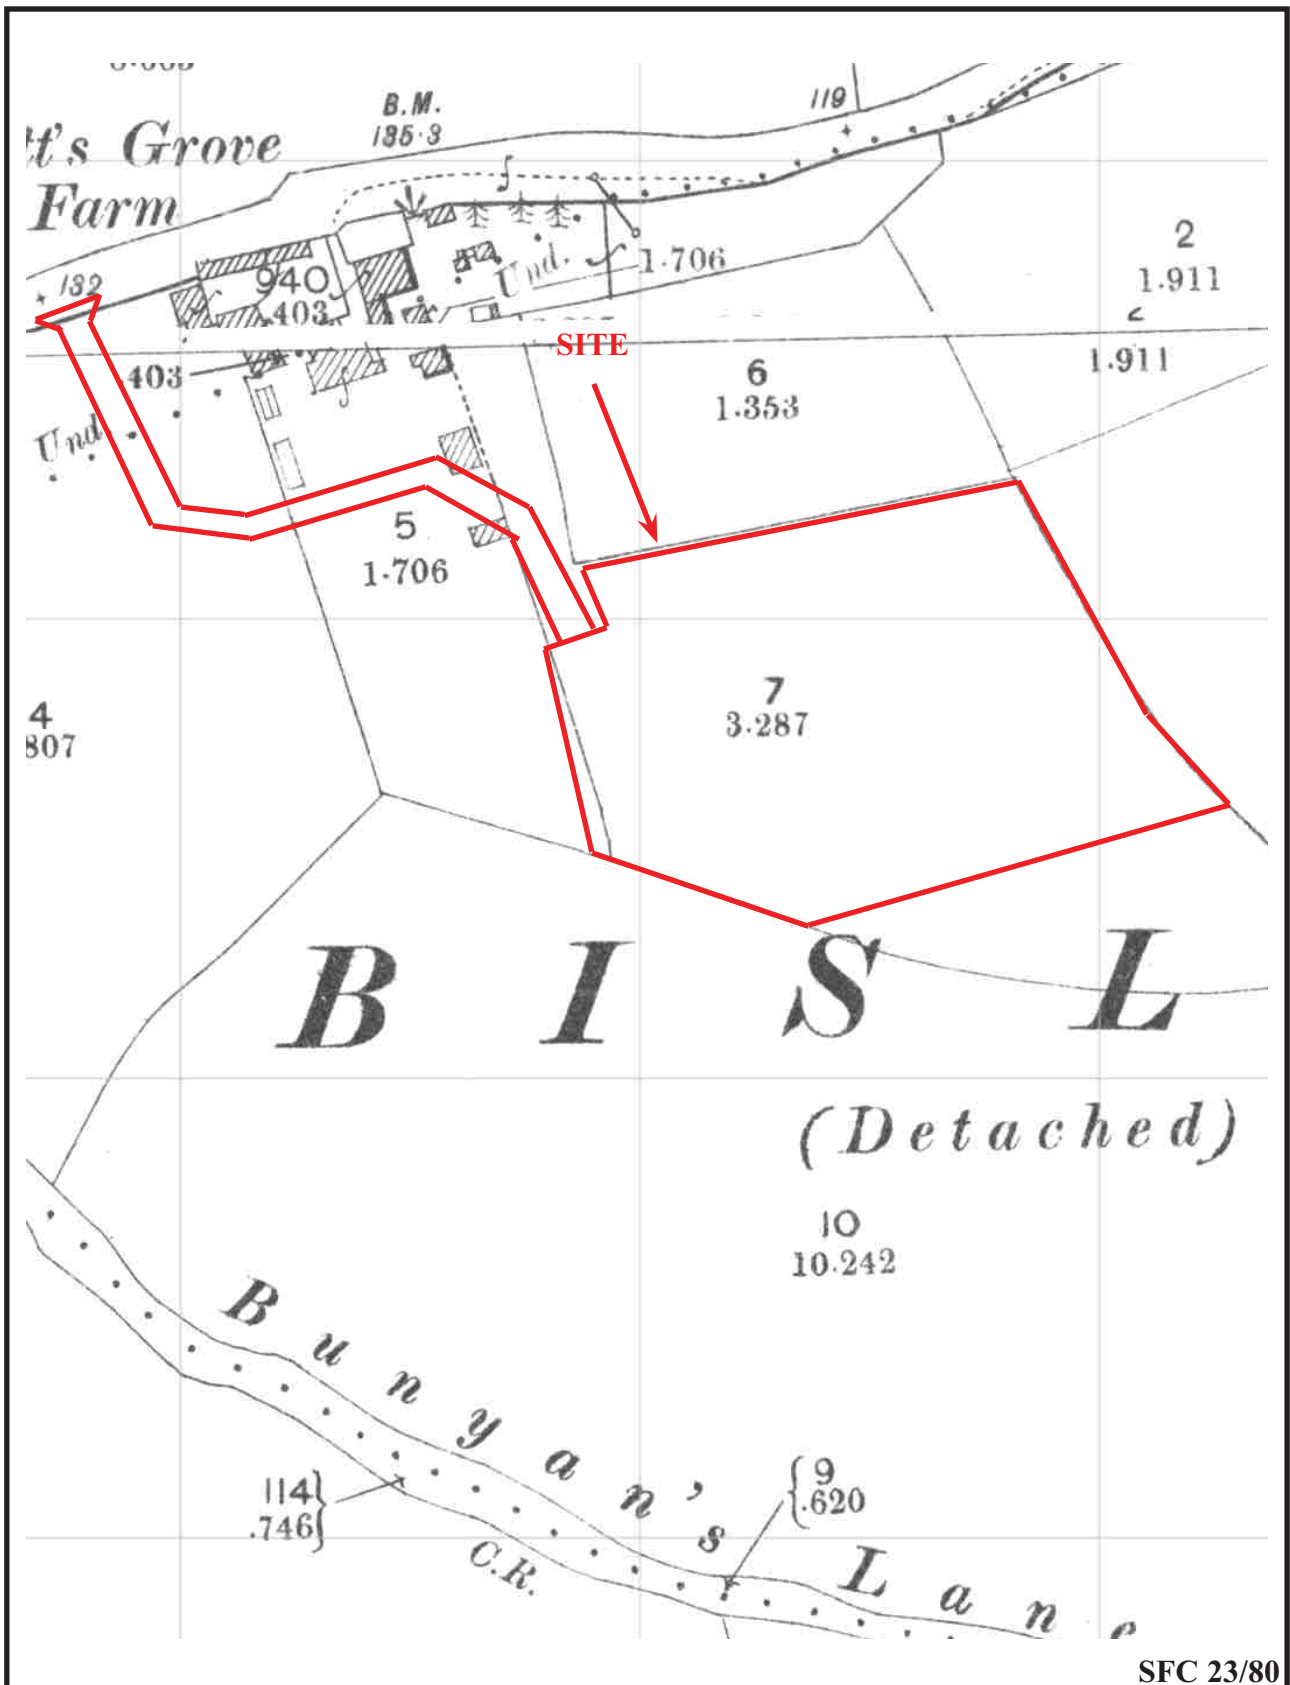 B.M.
135·3
119
tt's Grove
Farm
132
940
.403
Und.
1.706
2
1.911
SITE
403
Und
6
1·353
1.911
5
1·706
7
3·287
4
807
B I S L
(Detached)
10
10.242
Bunyan's Lane
114
.746
9
.620
C.R.
SFC 23/80